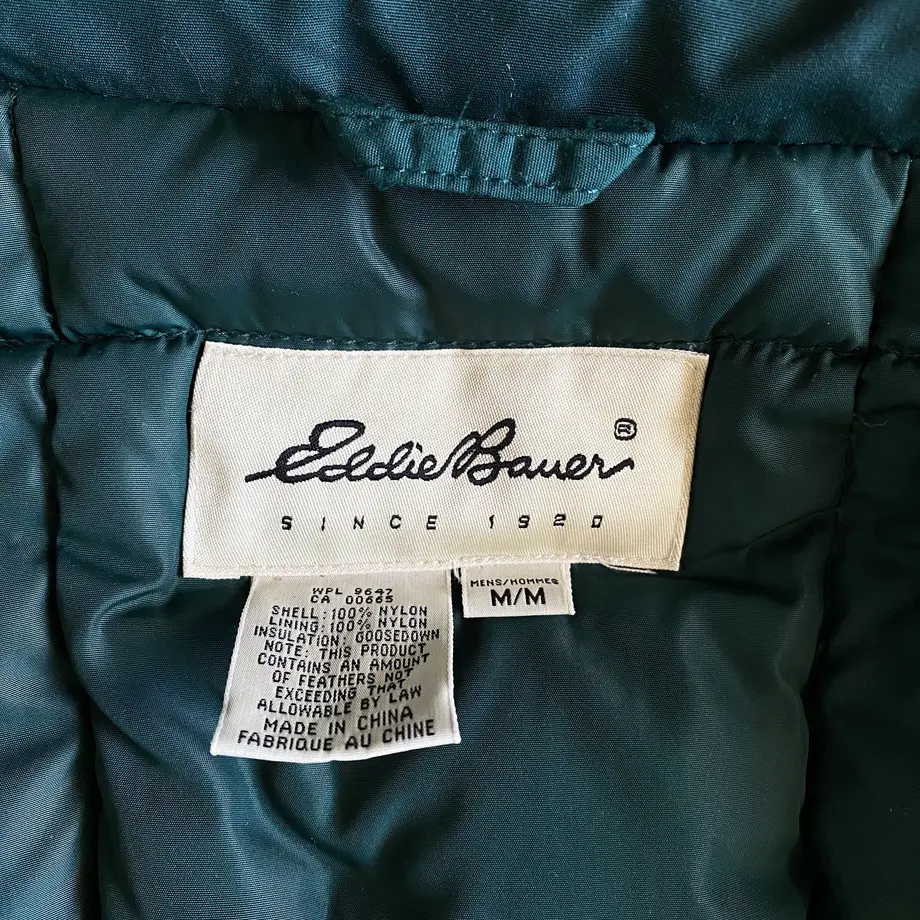 Eddie Bauer®
SINCE 1920
WPL 9647
CA 00665
SHELL: 100% NYLON
LINING: 100% NYLON
INSULATION: GOOSEDOWN
NOTE: THIS PRODUCT
CONTAINS AN AMOUNT
OF FEATHERS NOT
EXCEEDING THAT
ALLOWABLE BY LAW
MADE IN CHINA
FABRIQUE AU CHINE
MENS/HOMMES
M/M